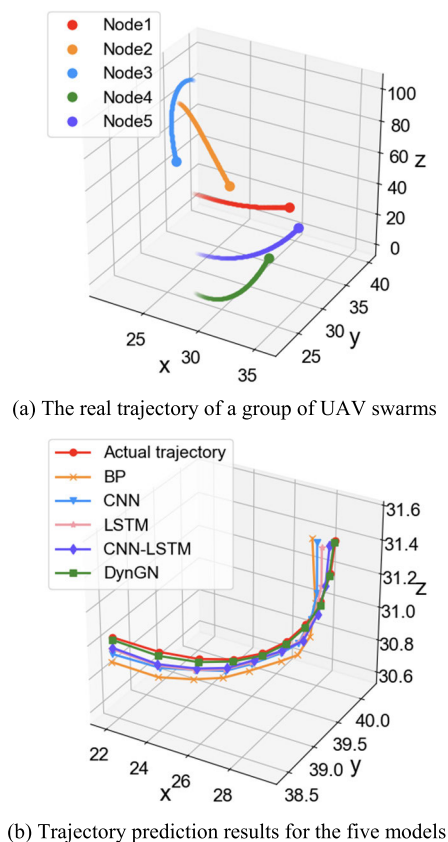 Node1
Node2
Node3
Node4
Node5
100
80
60
40
20
0
z
25
30
35
x
25
30
35
40
y
(a) The real trajectory of a group of UAV swarms
Actual trajectory
BP
CNN
LSTM
CNN-LSTM
DynGN
31.6
31.4
31.2
31.0
30.8
30.6
z
22
24
26
28
x
38.5
39.0
39.5
40.0
y
(b) Trajectory prediction results for the five models